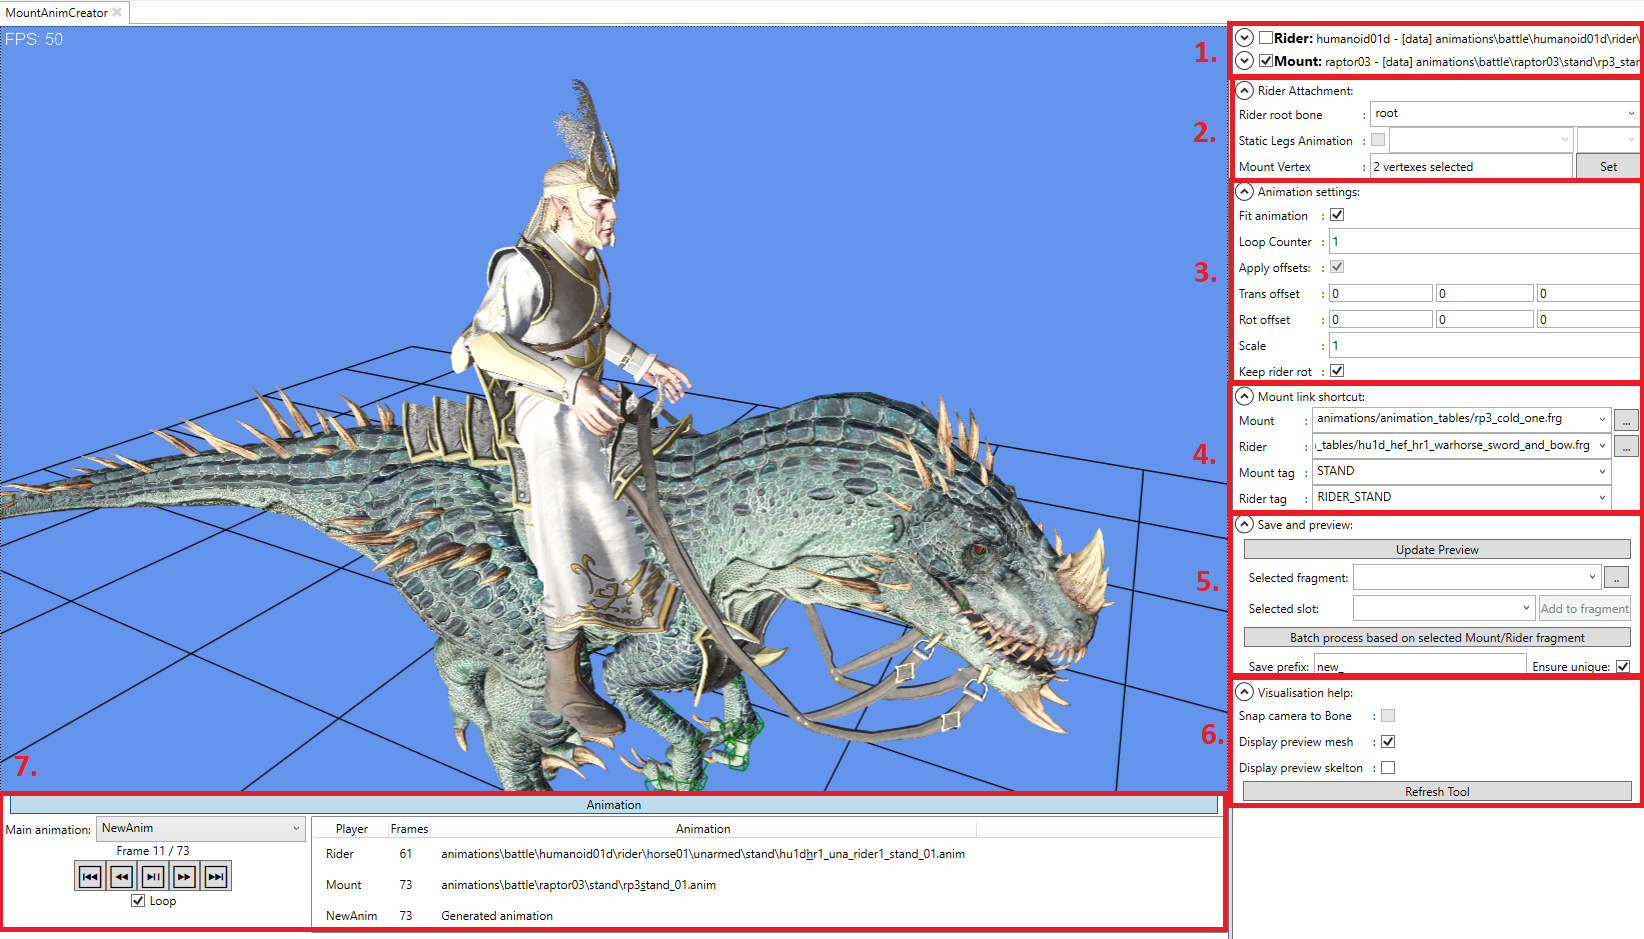 MountAnimCreator
FPS: 50
1.
Rider: humanoid01d - [data] animations\battle\humanoid01d\rider\
Mount: raptor03 - [data] animations\battle\raptor03\stand\rp3_star
2.
Rider Attachment:
Rider root bone : root
Static Legs Animation :
Mount Vertex : 2 vertexes selected Set
3.
Animation settings:
Fit animation :
Loop Counter : 1
Apply offsets: :
Trans offset : 0 0 0
Rot offset : 0 0 0
Scale : 1
Keep rider rot :
4.
Mount link shortcut:
Mount : animations/animation_tables/rp3_cold_one.frg ...
Rider : _tables/hu1d_hef_hr1_warhorse_sword_and_bow.frg ...
Mount tag : STAND
Rider tag : RIDER_STAND
5.
Save and preview:
Update Preview
Selected fragment: ..
Selected slot: Add to fragment
Batch process based on selected Mount/Rider fragment
Save prefix: new_ Ensure unique:
6.
Visualisation help:
Snap camera to Bone :
Display preview mesh :
Display preview skelton :
Refresh Tool
7.
Animation
Main animation: NewAnim
Frame 11 / 73
Loop
Player Frames Animation
Rider 61 animations\battle\humanoid01d\rider\horse01\unarmed\stand\hu1dhr1_una_rider1_stand_01.anim
Mount 73 animations\battle\raptor03\stand\rp3stand_01.anim
NewAnim 73 Generated animation